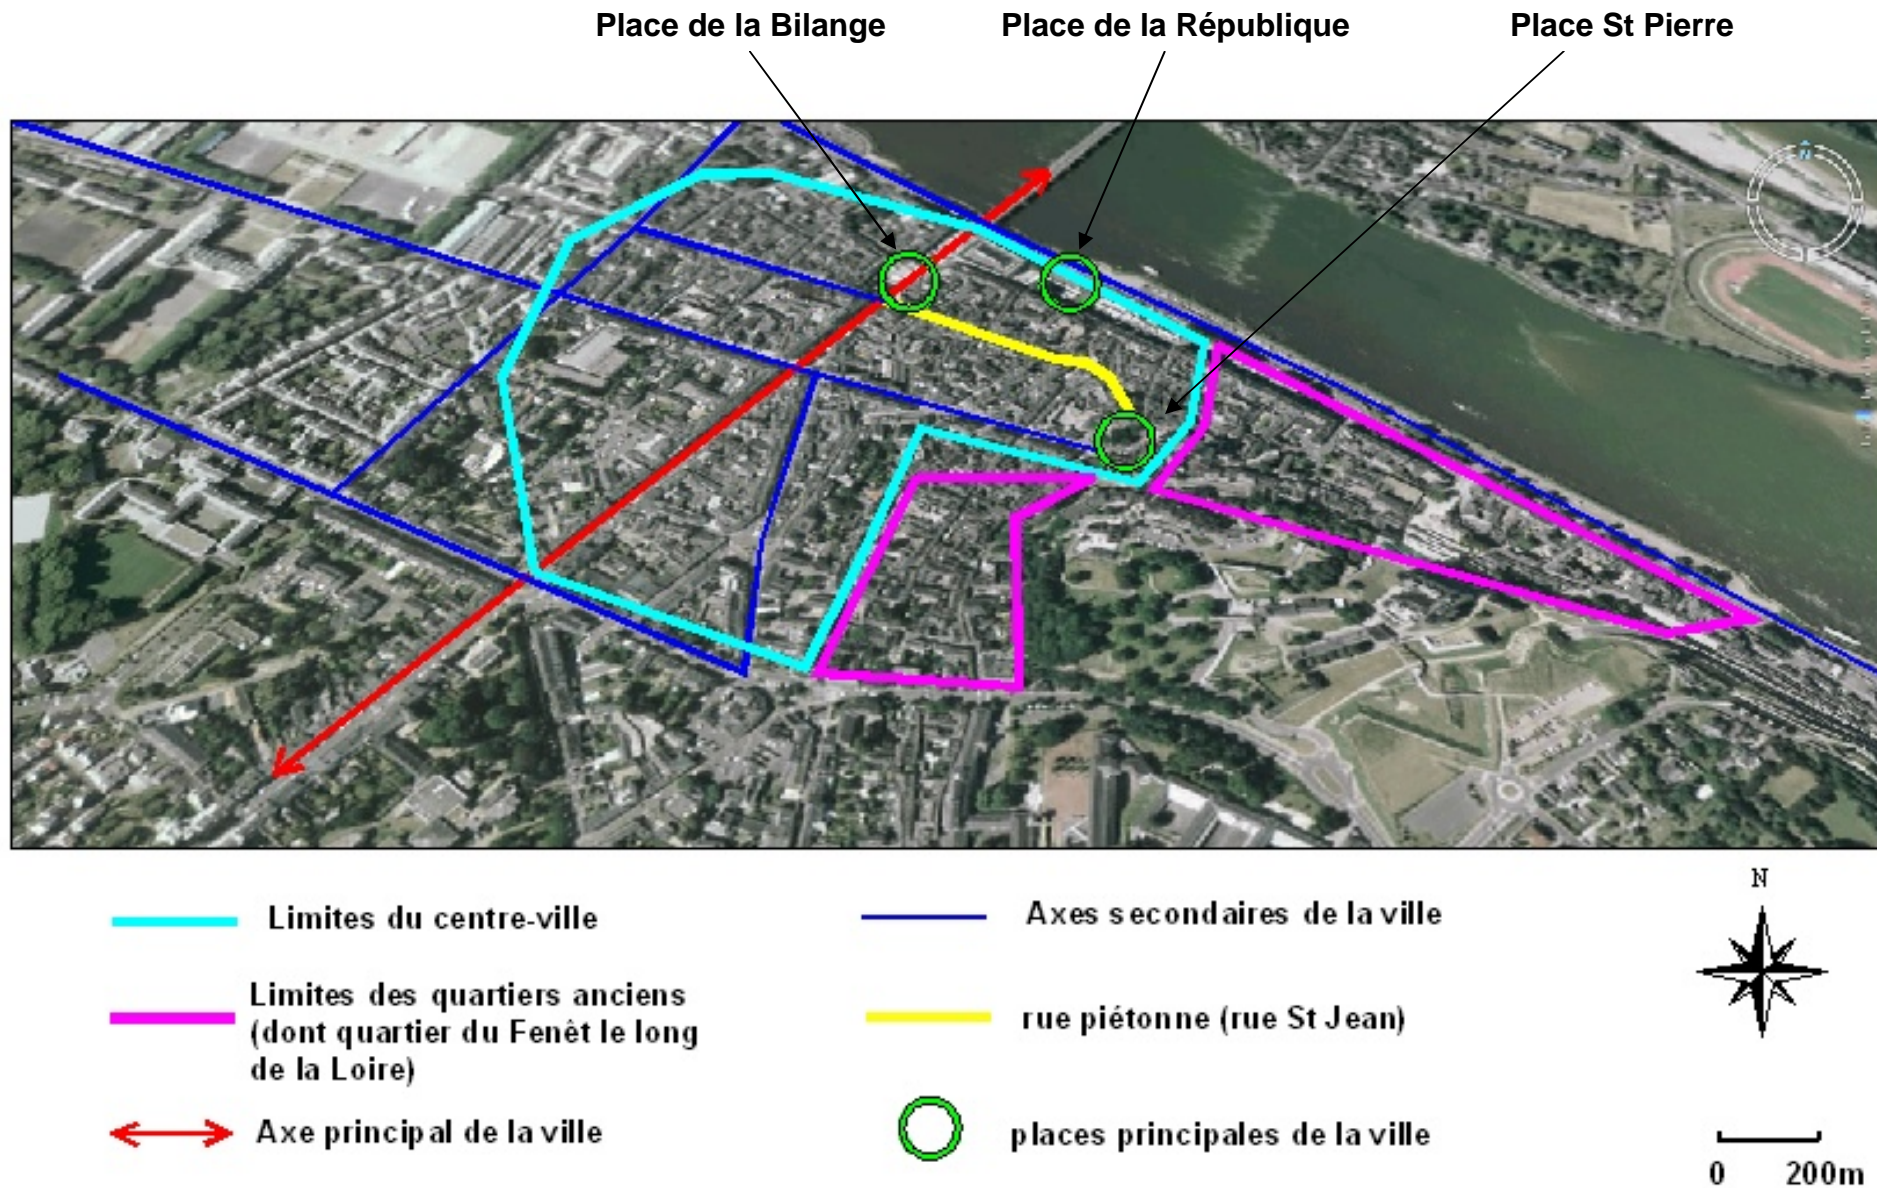 Place de la Bilange
Place de la République
Place St Pierre
N
Limites du centre-ville
Axes secondaires de la ville
N
Limites des quartiers anciens
(dont quartier du Fenêt le long
de la Loire)
rue piétonne (rue St Jean)
Axe principal de la ville
places principales de la ville
0 200m